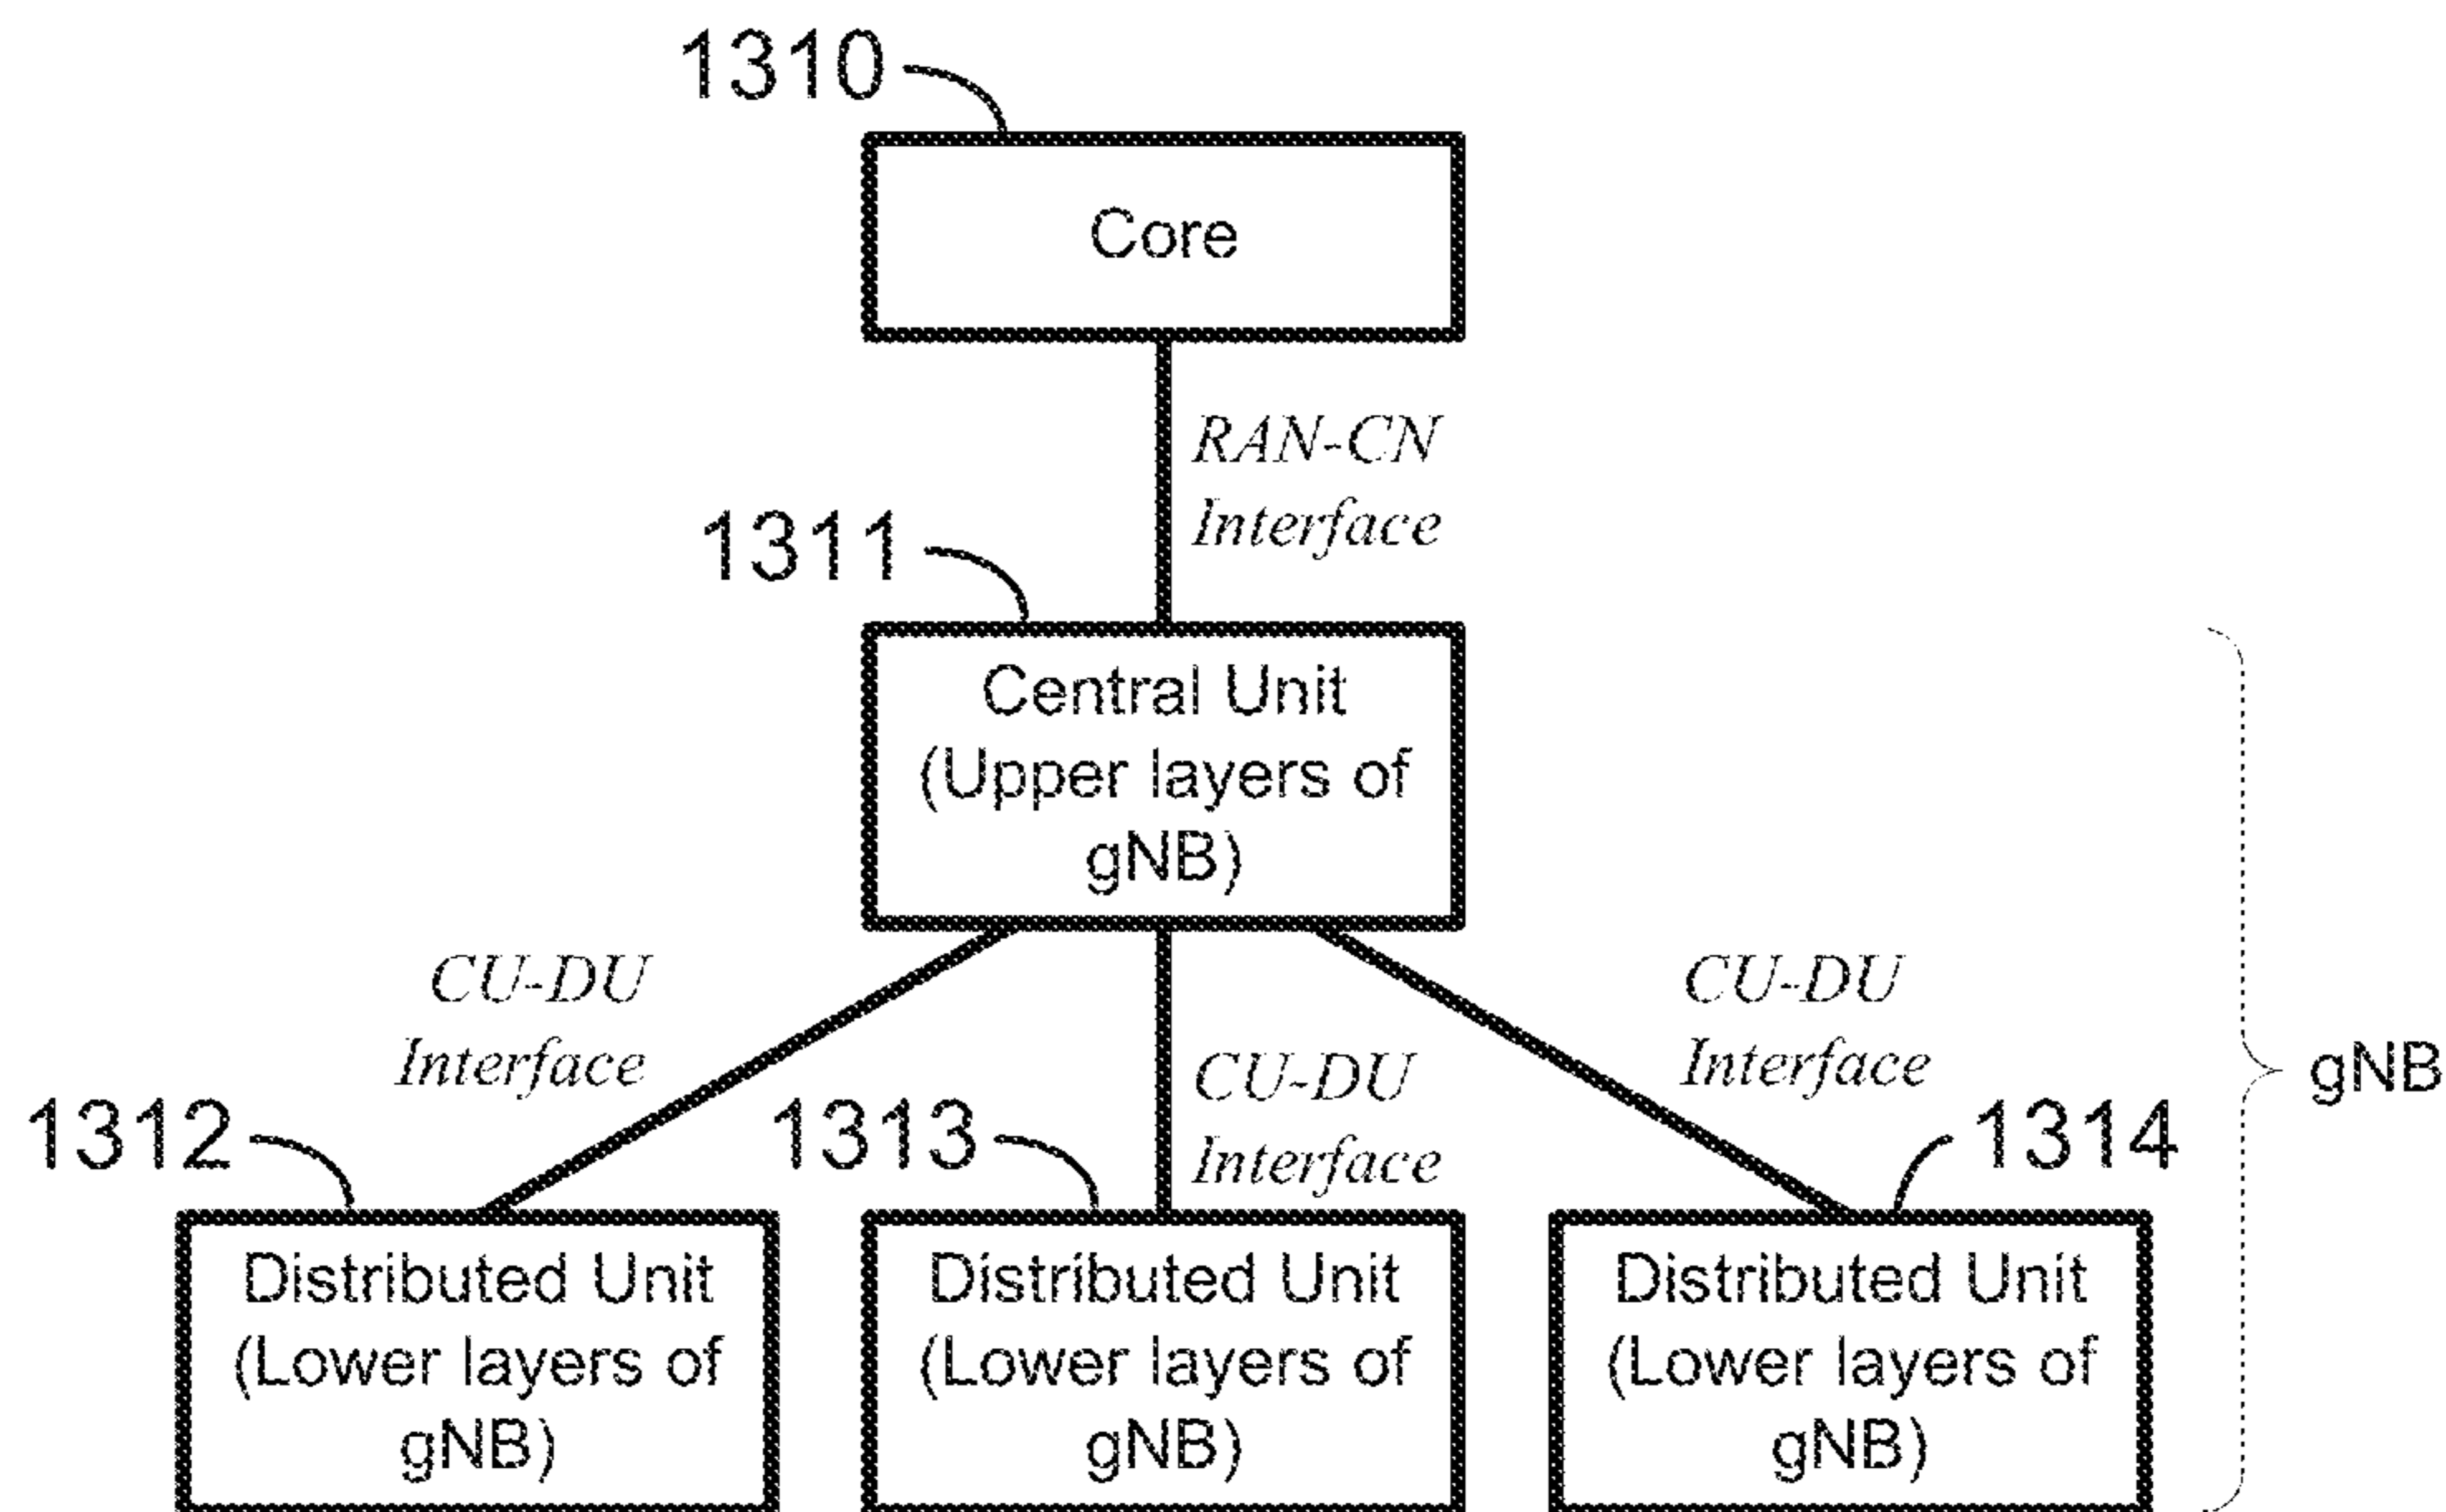 1310
Core
RAN-CN
Interface
1311
Central Unit
(Upper layers of
gNB)
CU-DU
Interface
CU-DU
Interface
CU-DU
Interface
gNB
1312
1313
1314
Distributed Unit
(Lower layers of
gNB)
Distributed Unit
(Lower layers of
gNB)
Distributed Unit
(Lower layers of
gNB)